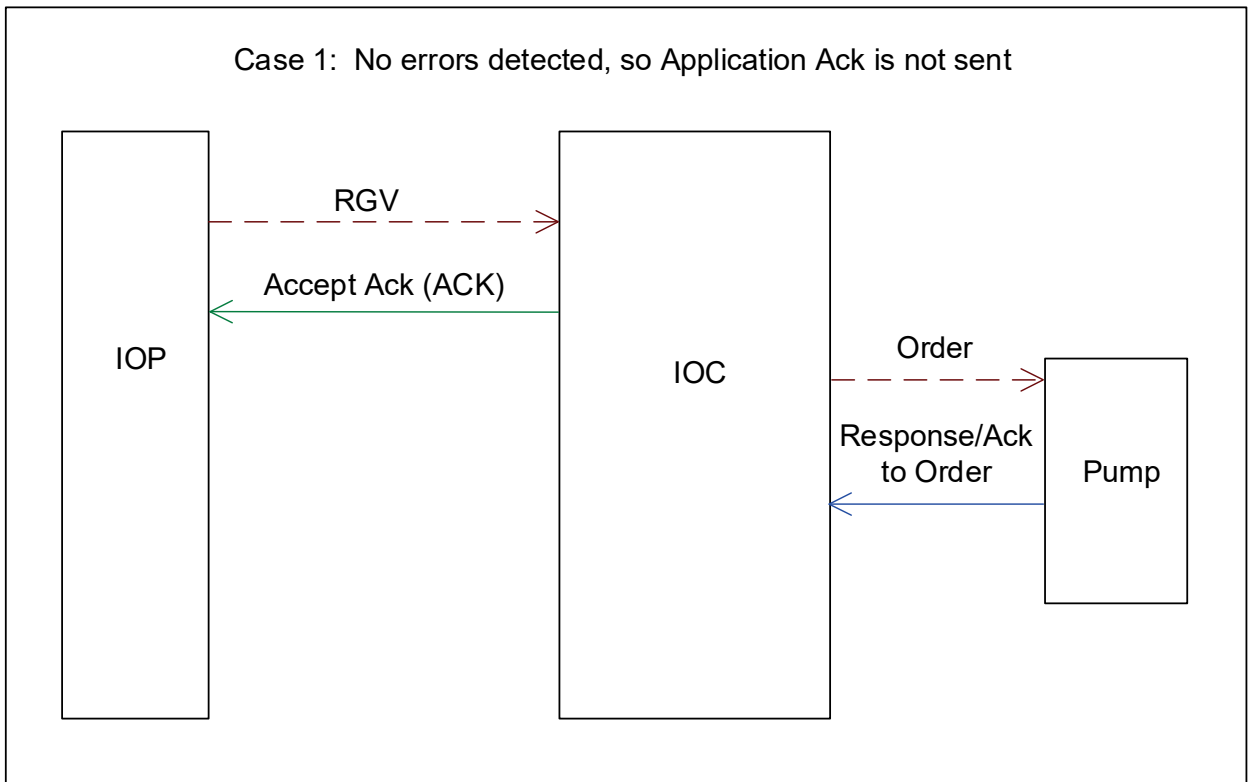 Case 1:  No errors detected, so Application Ack is not sent
RGV
Accept Ack (ACK)
IOP
IOC
Order
Response/Ack
to Order
Pump